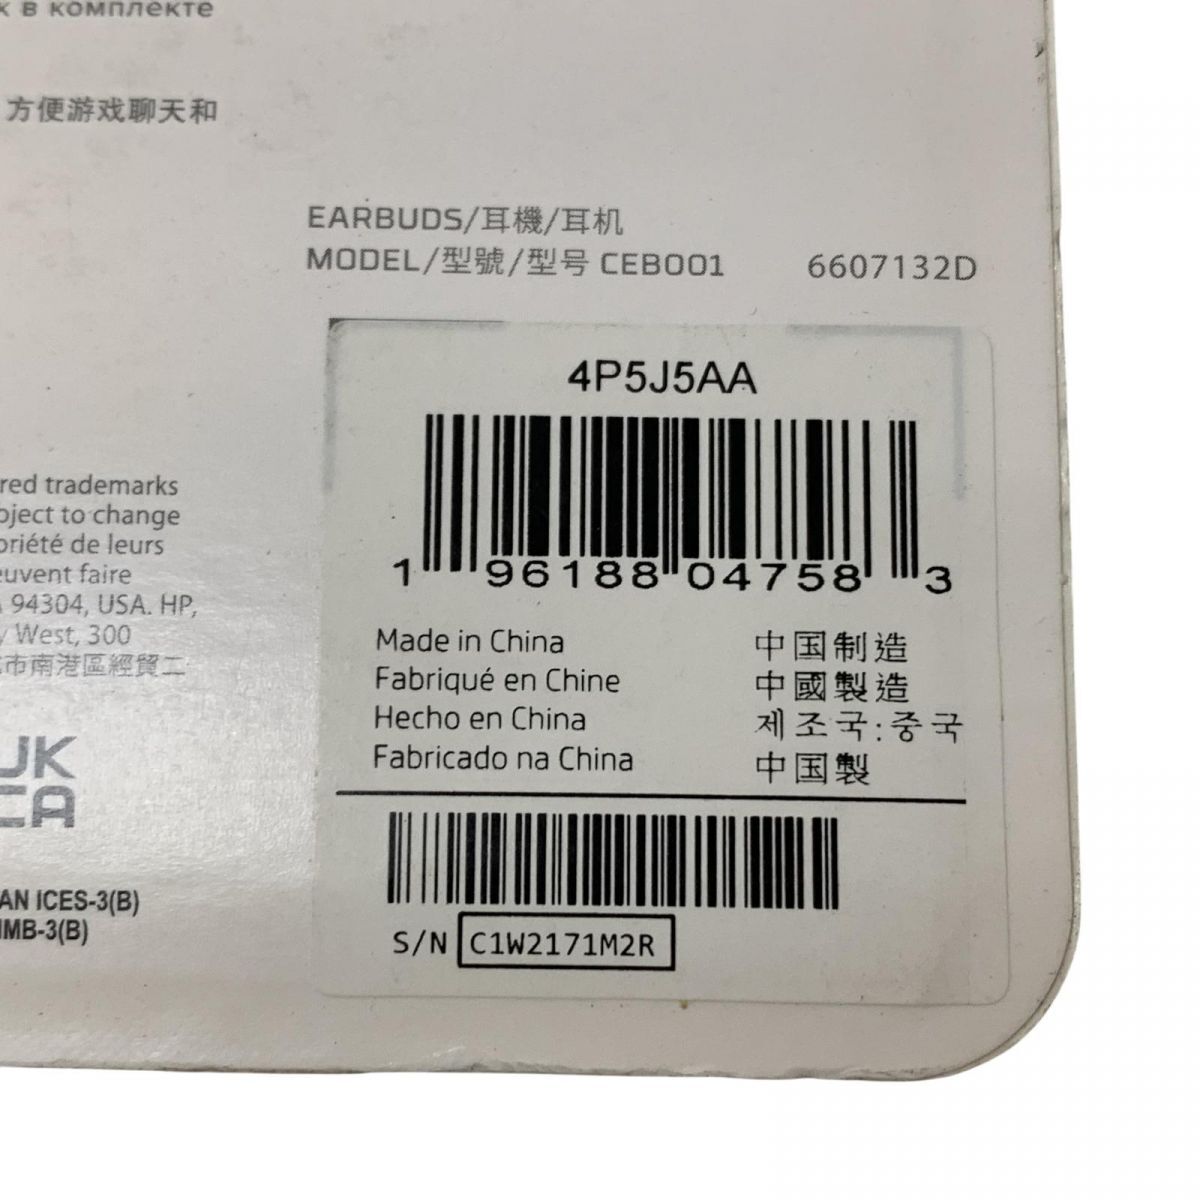 к в комплекте
方便游戏聊天和
EARBUDS/耳機/耳机
MODEL/型號/型号 CEB001 6607132D
4P5J5AA
1 96188 04758 3
red trademarks
bject to change
priété de leurs
euvent faire
94304, USA. HP,
y West, 300
市南港區經貿二
Made in China 中国制造
Fabriqué en Chine 中國製造
Hecho en China 제조국:중국
Fabricado na China 中国製
UK
CA
AN ICES-3(B)
NMB-3(B)
S/N C1W2171M2R